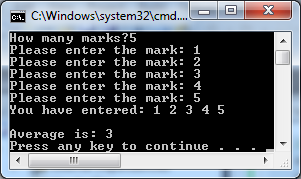 C:\Windows\system32\cmd....
How many marks?5
Please enter the mark: 1
Please enter the mark: 2
Please enter the mark: 3
Please enter the mark: 4
Please enter the mark: 5
You have entered: 1 2 3 4 5
Average is: 3
Press any key to continue . . .